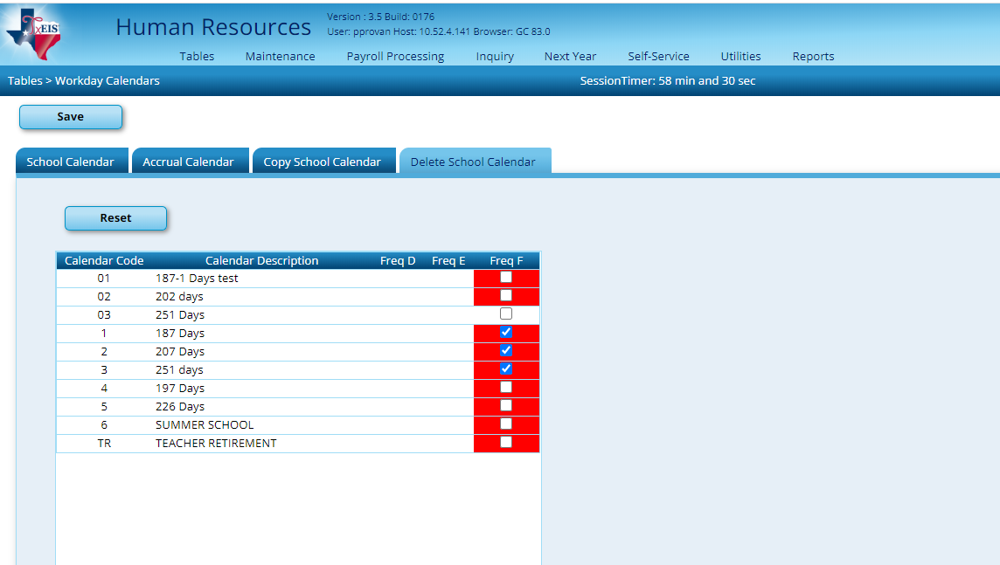 TxEIS
Human Resources
Version : 3.5 Build: 0176
User: pprovan Host: 10.52.4.141 Browser: GC 83.0
Tables Maintenance Payroll Processing Inquiry Next Year Self-Service Utilities Reports
Tables > Workday Calendars SessionTimer: 58 min and 30 sec
Save
School Calendar Accrual Calendar Copy School Calendar Delete School Calendar
Reset
Calendar Code Calendar Description Freq D Freq E Freq F
01 187-1 Days test
02 202 days
03 251 Days
1 187 Days
2 207 Days
3 251 days
4 197 Days
5 226 Days
6 SUMMER SCHOOL
TR TEACHER RETIREMENT